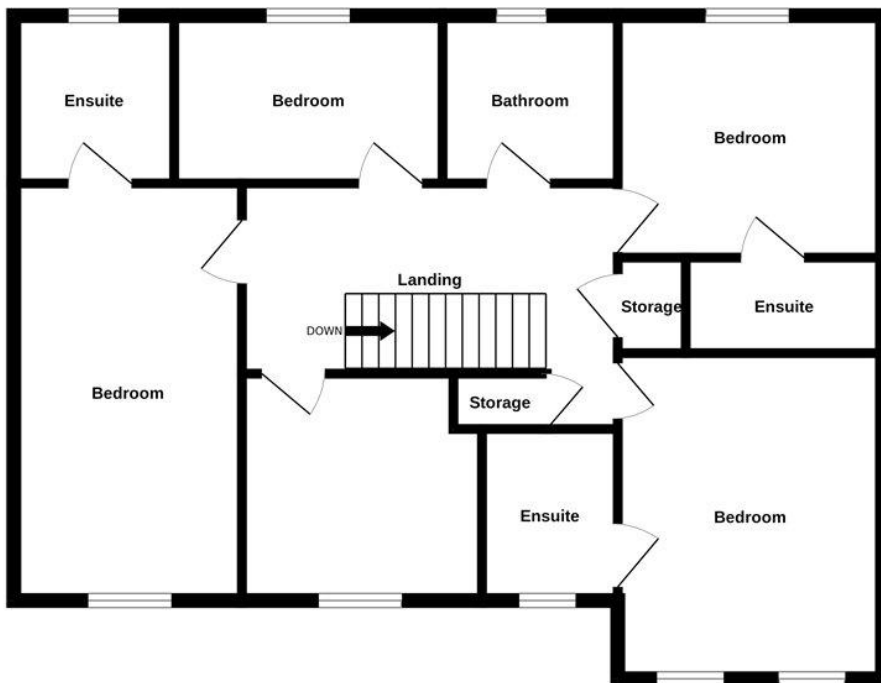 Ensuite
Bedroom
Bathroom
Bedroom
Landing
Storage
Ensuite
DOWN
Bedroom
Storage
Ensuite
Bedroom